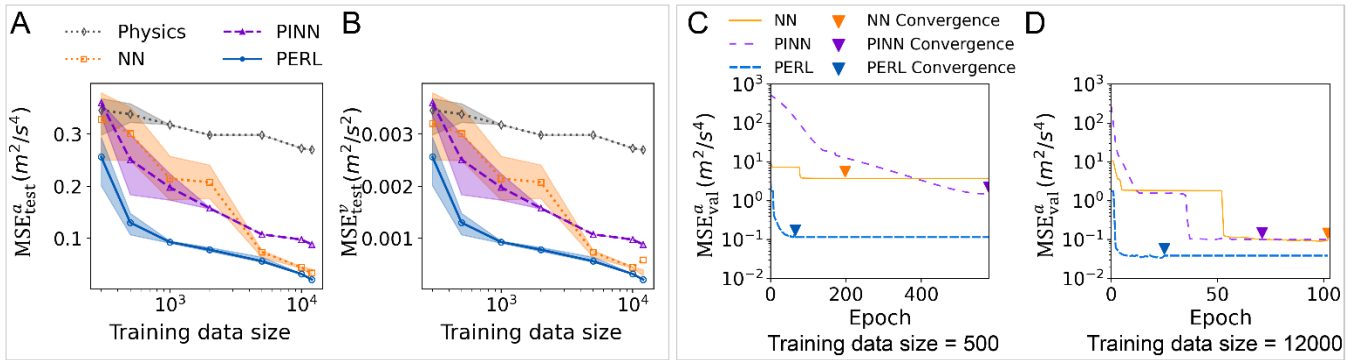 A
Physics
NN
PINN
PERL
B
MSE^a_test (m²/s⁴)
0.3
0.2
0.1
10³
10⁴
Training data size
MSE^v_test (m²/s²)
0.003
0.002
0.001
10³
10⁴
Training data size
C
NN
PINN
PERL
NN Convergence
PINN Convergence
PERL Convergence
D
MSE^a_val (m²/s⁴)
10³
10²
10¹
10⁰
10⁻¹
10⁻²
0
200
400
Epoch
Training data size = 500
MSE^a_val (m²/s⁴)
10³
10²
10¹
10⁰
10⁻¹
10⁻²
0
50
100
Epoch
Training data size = 12000